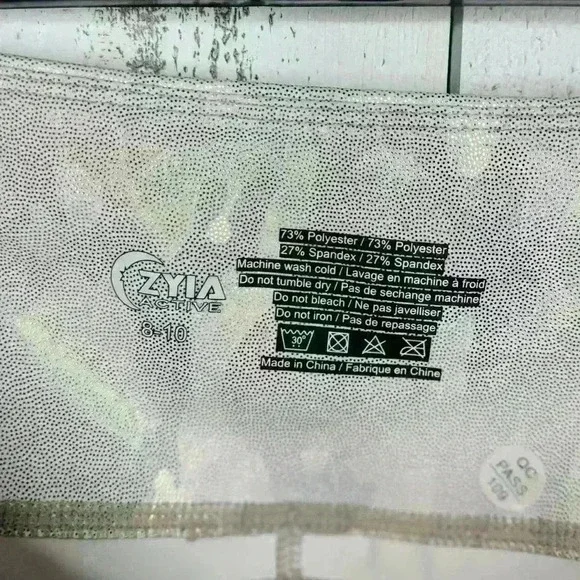 ZYIA
ACTIVE
8-10
73% Polyester / 73% Polyester
27% Spandex / 27% Spandex
Machine wash cold / Lavage en machine à froid
Do not tumble dry / Pas de sechange machine
Do not bleach / Ne pas javelliser
Do not iron / Pas de repassage
30°
Made in China / Fabrique en Chine
QC
PASS